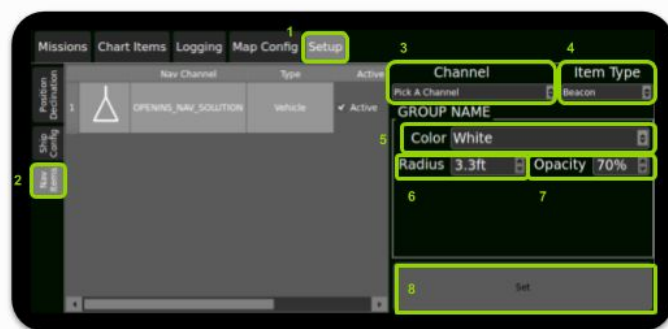 1
Missions Chart Items Logging Map Config Setup
3
4
Channel Item Type
Nav Channel Type Active
Pick A Channel Beacon
Position Declination
1 OPENINS_NAV_SOLUTION Vehicle ✔ Active
GROUP NAME
Ship Config
5 Color White
2 Nav Items
Radius 3.3ft Opacity 70%
6 7
8 Set